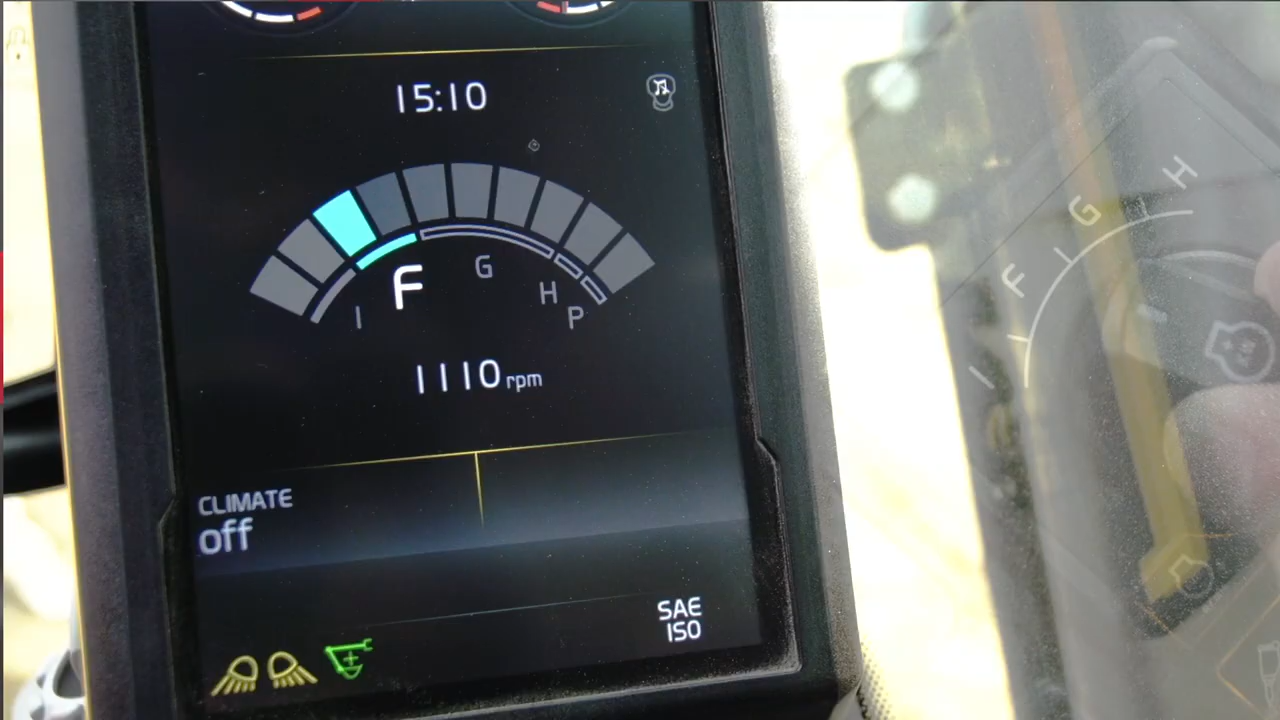 15:10
I F G H P
1110 rpm
CLIMATE
off
SAE
ISO
I F G H